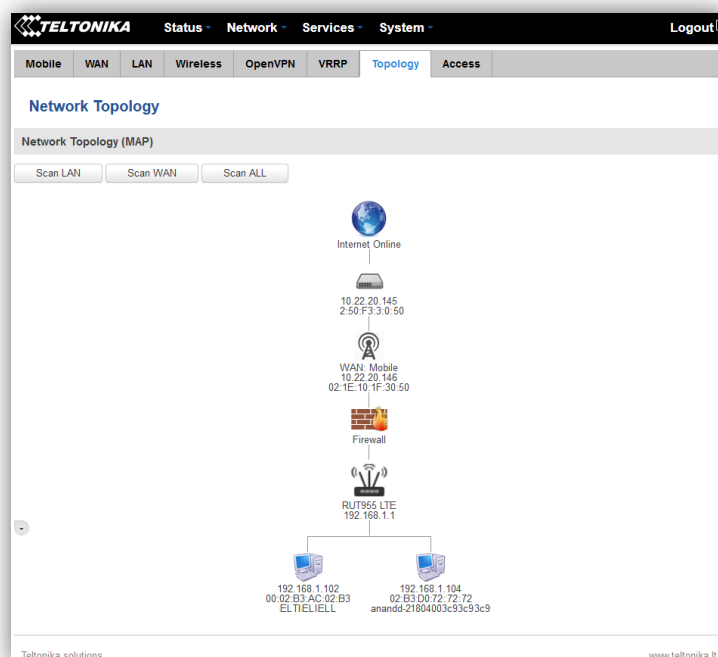 TELTONIKA Status Network Services System Logout
Mobile WAN LAN Wireless OpenVPN VRRP Topology Access
Network Topology
Network Topology (MAP)
Scan LAN Scan WAN Scan ALL
Internet Online
10.22.20.145
2:50:F3:3:0:50
WAN: Mobile
10.22.20.146
02:1E:10:1F:30:50
Firewall
RUT955 LTE
192.168.1.1
-
192.168.1.102 192.168.1.104
00:02:B3:AC:02:B3 02:B3:D0:72:72:72
ELTIELIELL anandd-21804003c93c93c9
Teltonika solutions www.teltonika.lt